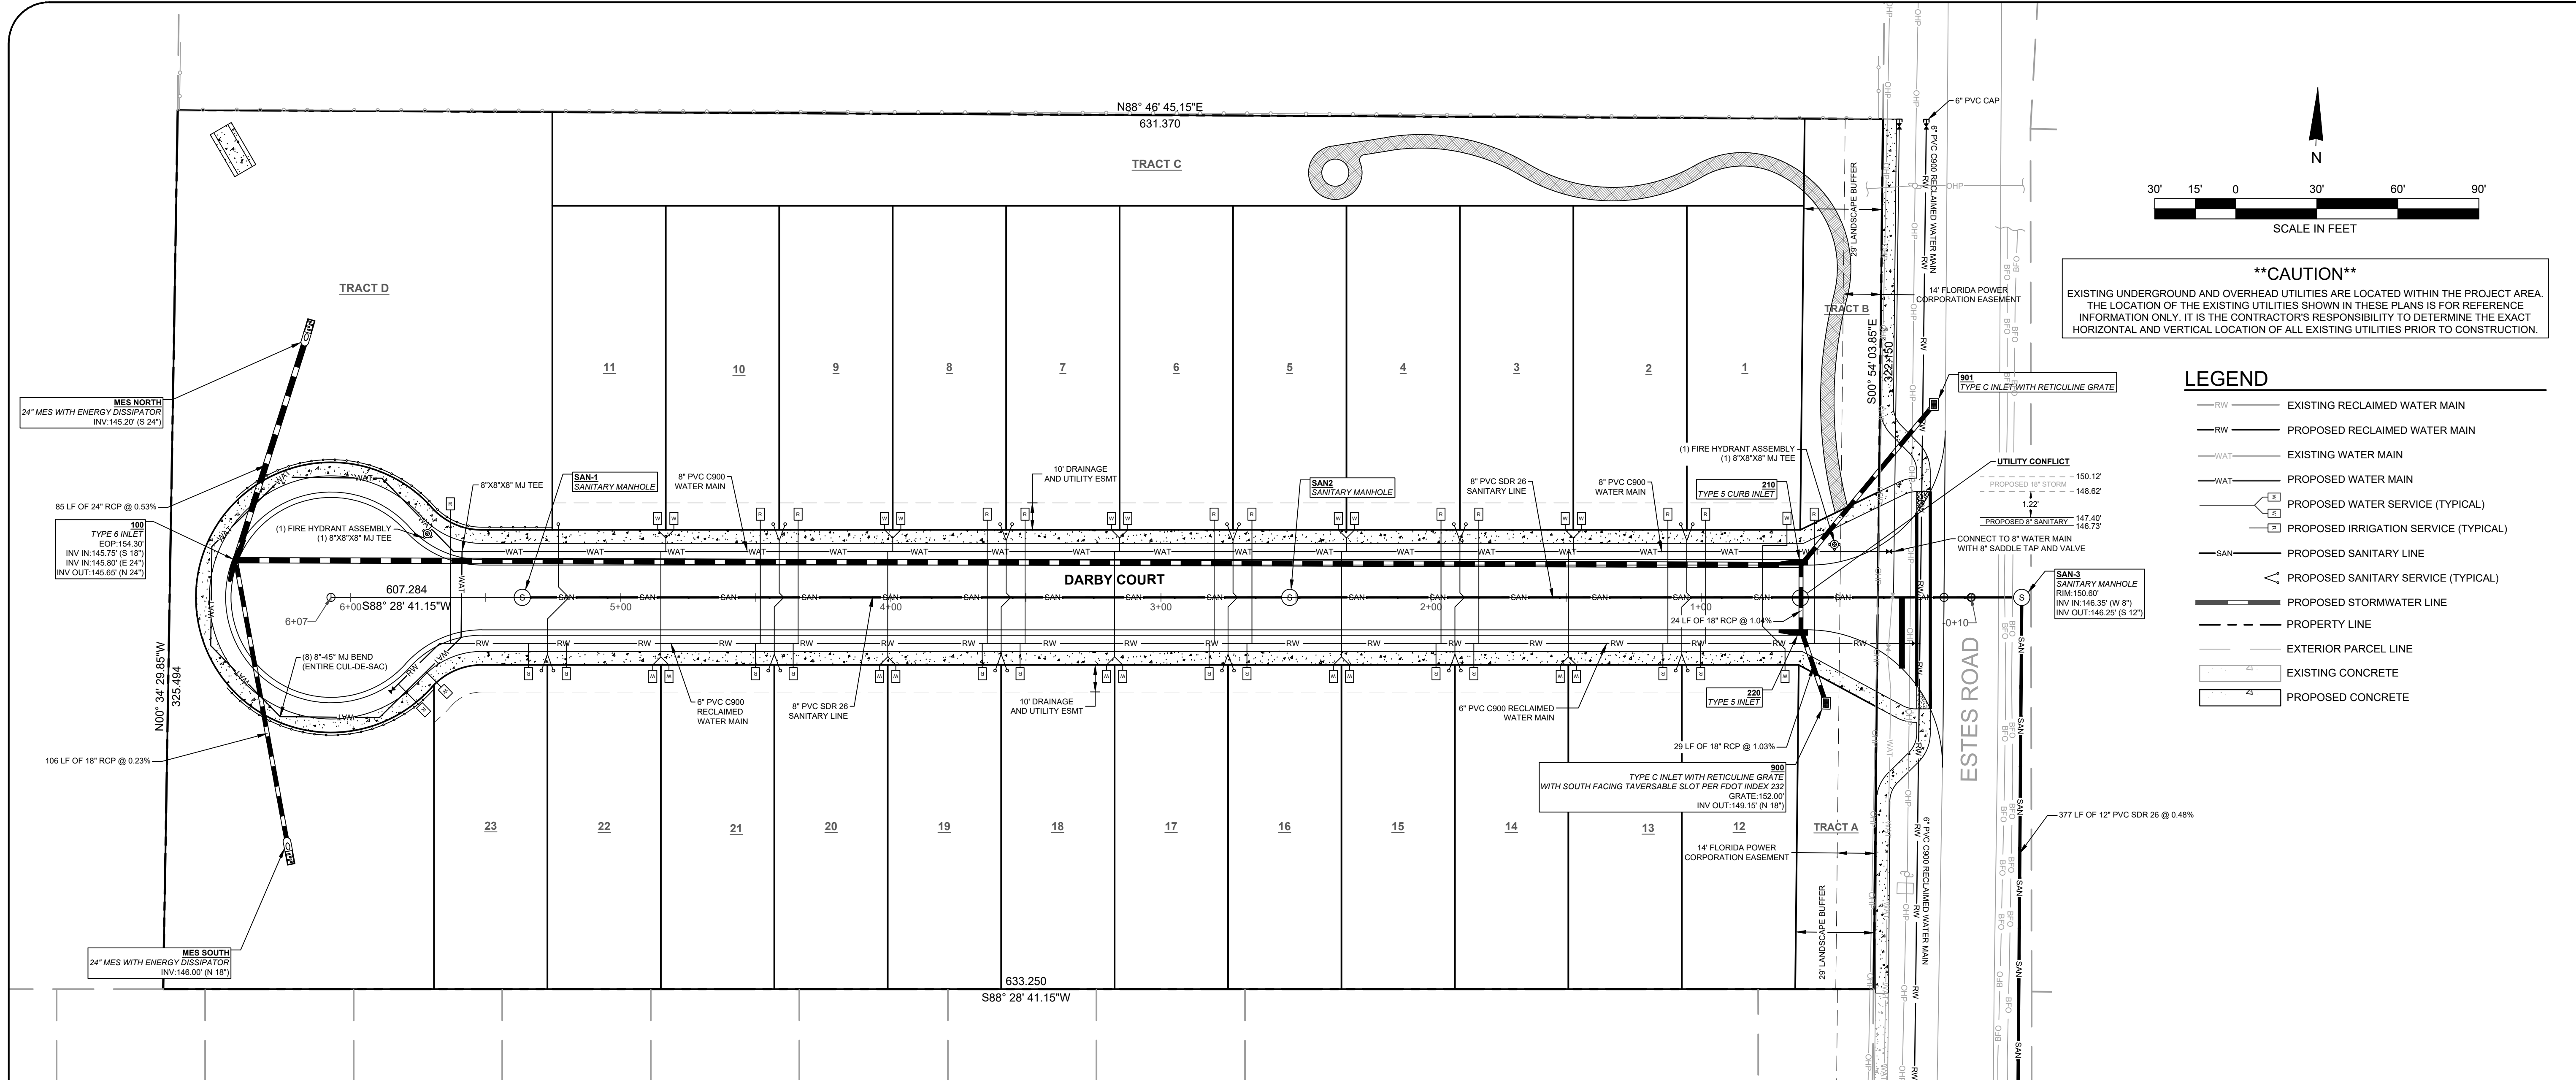 N88° 46' 45.15"E
631.370
TRACT C
TRACT D
TRACT B
TRACT A
29' LANDSCAPE BUFFER
6" PVC CAP
6" PVC C900 RECLAIMED WATER MAIN
14' FLORIDA POWER
CORPORATION EASEMENT
S00° 54' 03.85"E
322.150
11
10
9
8
7
6
5
4
3
2
1
MES NORTH
24" MES WITH ENERGY DISSIPATOR
INV:145.20' (S 24")
85 LF OF 24" RCP @ 0.53%
100
TYPE 6 INLET
EOP:154.30'
INV IN:145.75' (S 18")
INV IN:145.80' (E 24")
INV OUT:145.65' (N 24")
(1) FIRE HYDRANT ASSEMBLY
(1) 8"X8"X8" MJ TEE
8"X8"X8" MJ TEE
SAN-1
SANITARY MANHOLE
8" PVC C900
WATER MAIN
10' DRAINAGE
AND UTILITY ESMT
SAN2
SANITARY MANHOLE
8" PVC SDR 26
SANITARY LINE
8" PVC C900
WATER MAIN
(1) FIRE HYDRANT ASSEMBLY
(1) 8"X8"X8" MJ TEE
210
TYPE 5 CURB INLET
901
TYPE C INLET WITH RETICULINE GRATE
UTILITY CONFLICT
150.12'
PROPOSED 18" STORM
148.62'
1.22'
147.40'
PROPOSED 8" SANITARY
146.73'
CONNECT TO 8" WATER MAIN
WITH 8" SADDLE TAP AND VALVE
SAN-3
SANITARY MANHOLE
RIM:150.60'
INV IN:146.35' (W 8")
INV OUT:146.25' (S 12")
DARBY COURT
607.284
S88° 28' 41.15"W
6+07
6+00
5+00
4+00
3+00
2+00
1+00
-0+10
24 LF OF 18" RCP @ 1.04%
(8) 8"-45° MJ BEND
(ENTIRE CUL-DE-SAC)
N00° 34' 29.85"W
325.494
106 LF OF 18" RCP @ 0.23%
6" PVC C900
RECLAIMED
WATER MAIN
8" PVC SDR 26
SANITARY LINE
10' DRAINAGE
AND UTILITY ESMT
6" PVC C900 RECLAIMED
WATER MAIN
220
TYPE 5 INLET
29 LF OF 18" RCP @ 1.03%
900
TYPE C INLET WITH RETICULINE GRATE
WITH SOUTH FACING TAVERSABLE SLOT PER FDOT INDEX 232
GRATE:152.00'
INV OUT:149.15' (N 18")
ESTES ROAD
377 LF OF 12" PVC SDR 26 @ 0.48%
23
22
21
20
19
18
17
16
15
14
13
12
14' FLORIDA POWER
CORPORATION EASEMENT
29' LANDSCAPE BUFFER
6" PVC C900 RECLAIMED WATER MAIN
MES SOUTH
24" MES WITH ENERGY DISSIPATOR
INV:146.00' (N 18")
633.250
S88° 28' 41.15"W
N
30' 15' 0 30' 60' 90'
SCALE IN FEET
**CAUTION**
EXISTING UNDERGROUND AND OVERHEAD UTILITIES ARE LOCATED WITHIN THE PROJECT AREA.
THE LOCATION OF THE EXISTING UTILITIES SHOWN IN THESE PLANS IS FOR REFERENCE
INFORMATION ONLY. IT IS THE CONTRACTOR'S RESPONSIBILITY TO DETERMINE THE EXACT
HORIZONTAL AND VERTICAL LOCATION OF ALL EXISTING UTILITIES PRIOR TO CONSTRUCTION.
LEGEND
RW EXISTING RECLAIMED WATER MAIN
RW PROPOSED RECLAIMED WATER MAIN
WAT EXISTING WATER MAIN
WAT PROPOSED WATER MAIN
PROPOSED WATER SERVICE (TYPICAL)
PROPOSED IRRIGATION SERVICE (TYPICAL)
SAN PROPOSED SANITARY LINE
PROPOSED SANITARY SERVICE (TYPICAL)
PROPOSED STORMWATER LINE
PROPERTY LINE
EXTERIOR PARCEL LINE
EXISTING CONCRETE
PROPOSED CONCRETE